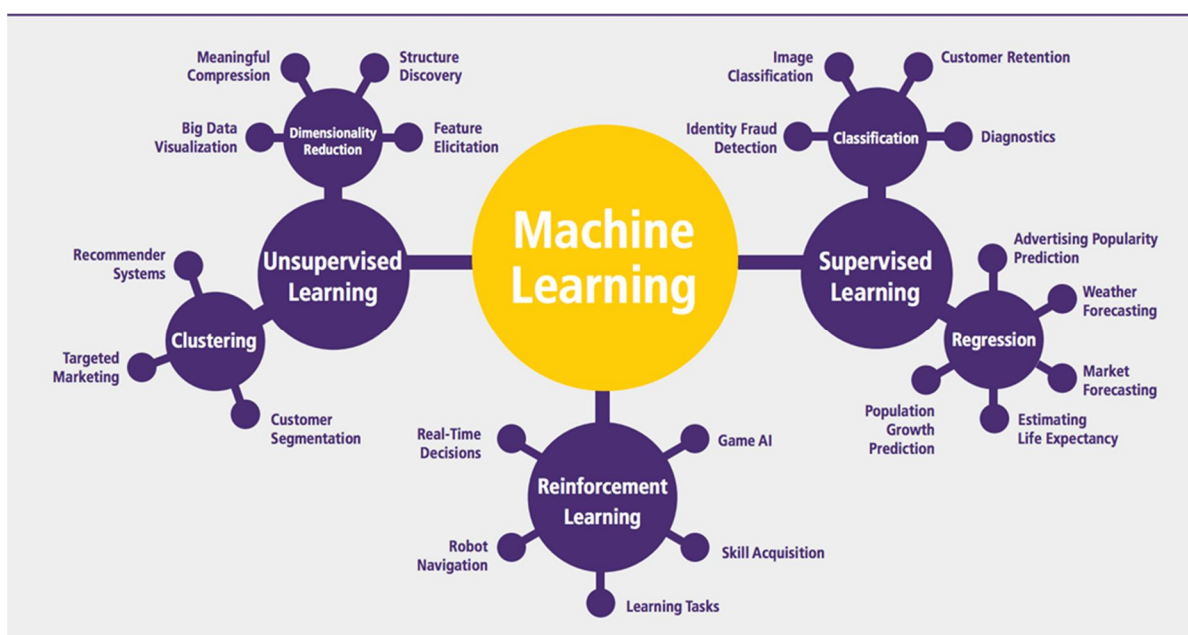 Machine
Learning
Unsupervised
Learning
Dimensionality
Reduction
Meaningful
Compression
Structure
Discovery
Big Data
Visualization
Feature
Elicitation
Clustering
Recommender
Systems
Targeted
Marketing
Customer
Segmentation
Supervised
Learning
Classification
Image
Classification
Customer Retention
Identity Fraud
Detection
Diagnostics
Regression
Advertising Popularity
Prediction
Weather
Forecasting
Market
Forecasting
Population
Growth
Prediction
Estimating
Life Expectancy
Reinforcement
Learning
Real-Time
Decisions
Game AI
Robot
Navigation
Skill Acquisition
Learning Tasks